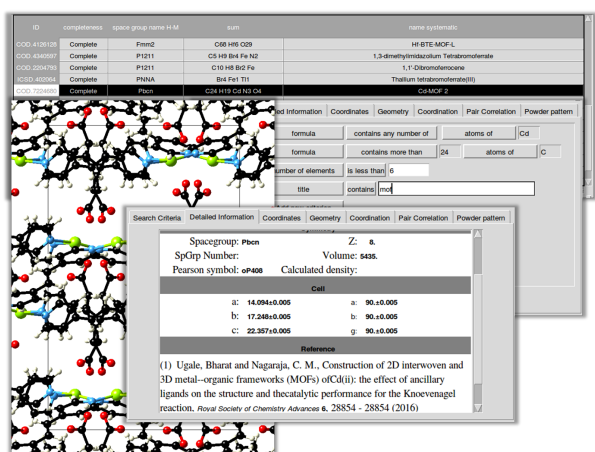 ID completeness space group name H-M sum name systematic
COD.4128128 Complete Fmm2 C68 Hf6 O29 Hf-BTE-MOF-L
COD.4340597 Complete P1211 C5 H9 Br4 Fe N2 1,3-dimethylimidazolium Tetrabromoferrate
COD.2204793 Complete P1211 C10 H8 Br2 Fe 1,1'-Dibromoferrocene
ICSD.402064 Complete PNNA Br4 Fe1 Tl1 Thallium tetrabromoferrate(III)
COD.7224680 Complete Pbcn C24 H19 Cd N3 O4 Cd-MOF 2
ed Information Coordinates Geometry Coordination Pair Correlation Powder pattern
formula contains any number of atoms of Cd
formula contains more than 24 atoms of C
number of elements is less than 6
title contains mof
Search Criteria Detailed Information Coordinates Geometry Coordination Pair Correlation Powder pattern
Spacegroup: Pbcn Z: 8.
SpGrp Number: Volume: 5435.
Pearson symbol: oP408 Calculated density:
Cell
a: 14.094±0.005 a: 90.±0.005
b: 17.248±0.005 b: 90.±0.005
c: 22.357±0.005 g: 90.±0.005
Reference
(1) Ugale, Bharat and Nagaraja, C. M., Construction of 2D interwoven and
3D metal--organic frameworks (MOFs) ofCd(ii): the effect of ancillary
ligands on the structure and thecatalytic performance for the Knoevenagel
reaction, Royal Society of Chemistry Advances 6, 28854 - 28854 (2016)